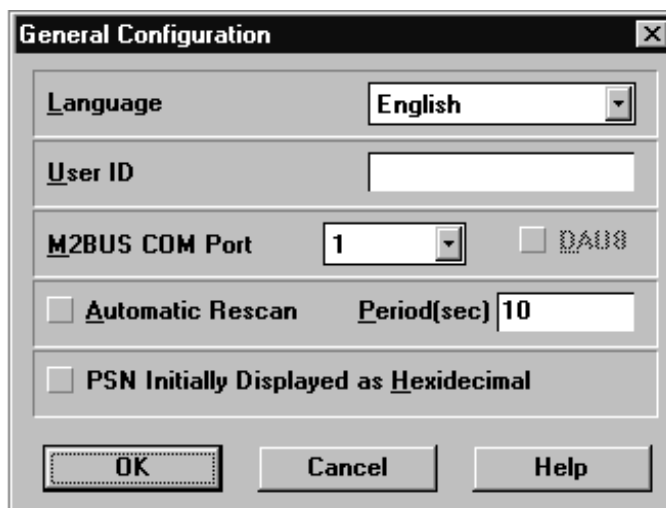 General Configuration
Language English
User ID
M2BUS COM Port 1 DAU8
Automatic Rescan Period(sec) 10
PSN Initially Displayed as Hexidecimal
OK Cancel Help